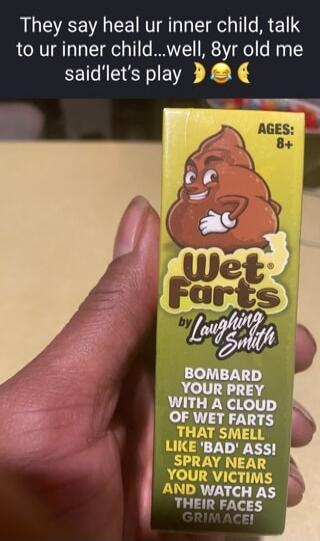 They say heal ur inner child, talk
to ur inner child...well, 8yr old me
said‘let’s play 🌛😂🌜
AGES:
8+
Wet
Farts
by Laughing
Smith
BOMBARD
YOUR PREY
WITH A CLOUD
OF WET FARTS
THAT SMELL
LIKE 'BAD' ASS!
SPRAY NEAR
YOUR VICTIMS
AND WATCH AS
THEIR FACES
GRIMACE!